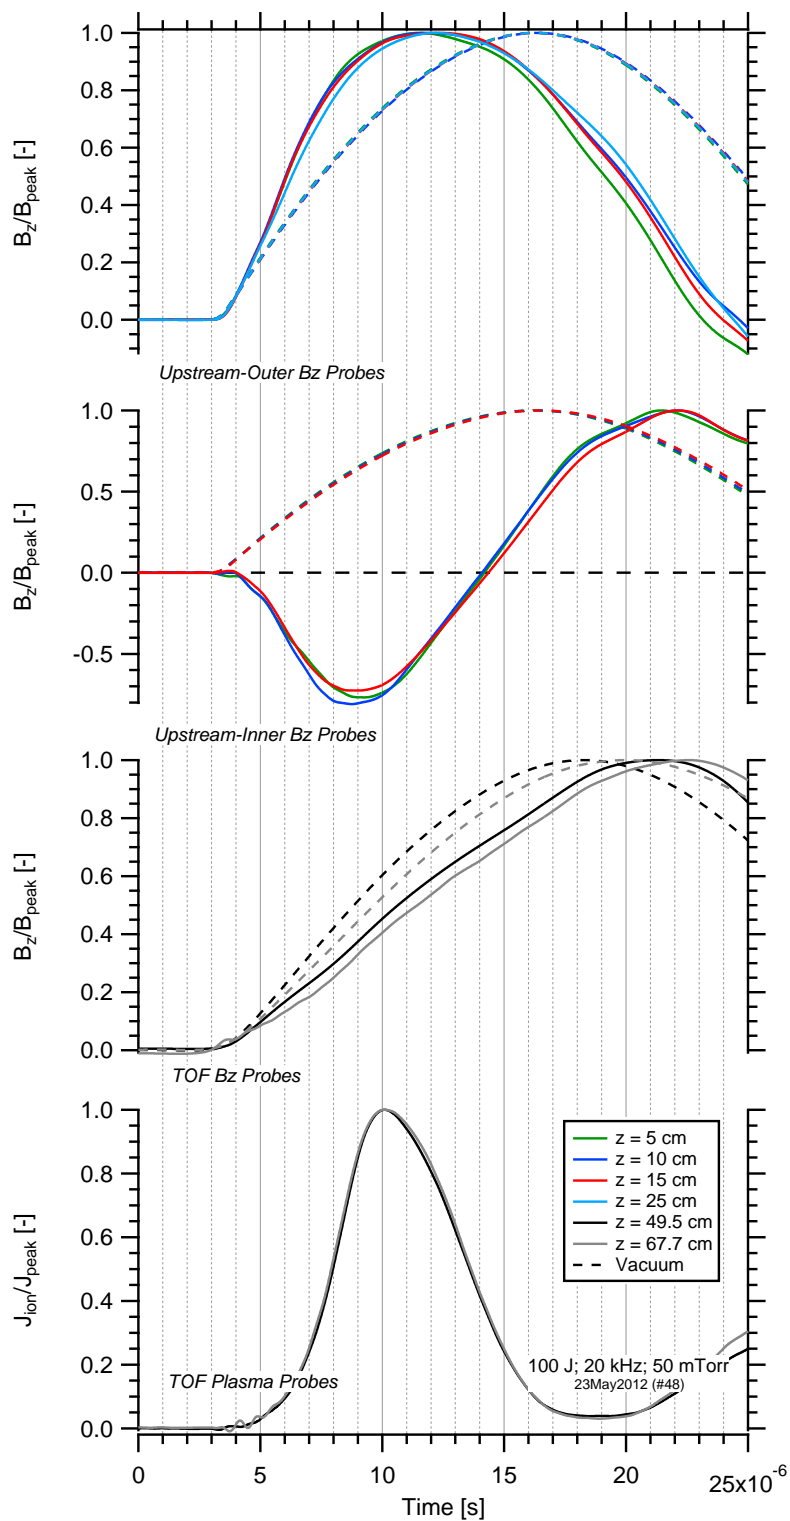 1.0
0.8
0.6
0.4
0.2
0.0
Bz/Bpeak [-]
Upstream-Outer Bz Probes
1.0
0.5
0.0
-0.5
Bz/Bpeak [-]
Upstream-Inner Bz Probes
1.0
0.8
0.6
0.4
0.2
0.0
Bz/Bpeak [-]
TOF Bz Probes
1.0
0.8
0.6
0.4
0.2
0.0
Jion/Jpeak [-]
z = 5 cm
z = 10 cm
z = 15 cm
z = 25 cm
z = 49.5 cm
z = 67.7 cm
Vacuum
TOF Plasma Probes
100 J; 20 kHz; 50 mTorr
23May2012 (#48)
0 5 10 15 20 25x10-6
Time [s]